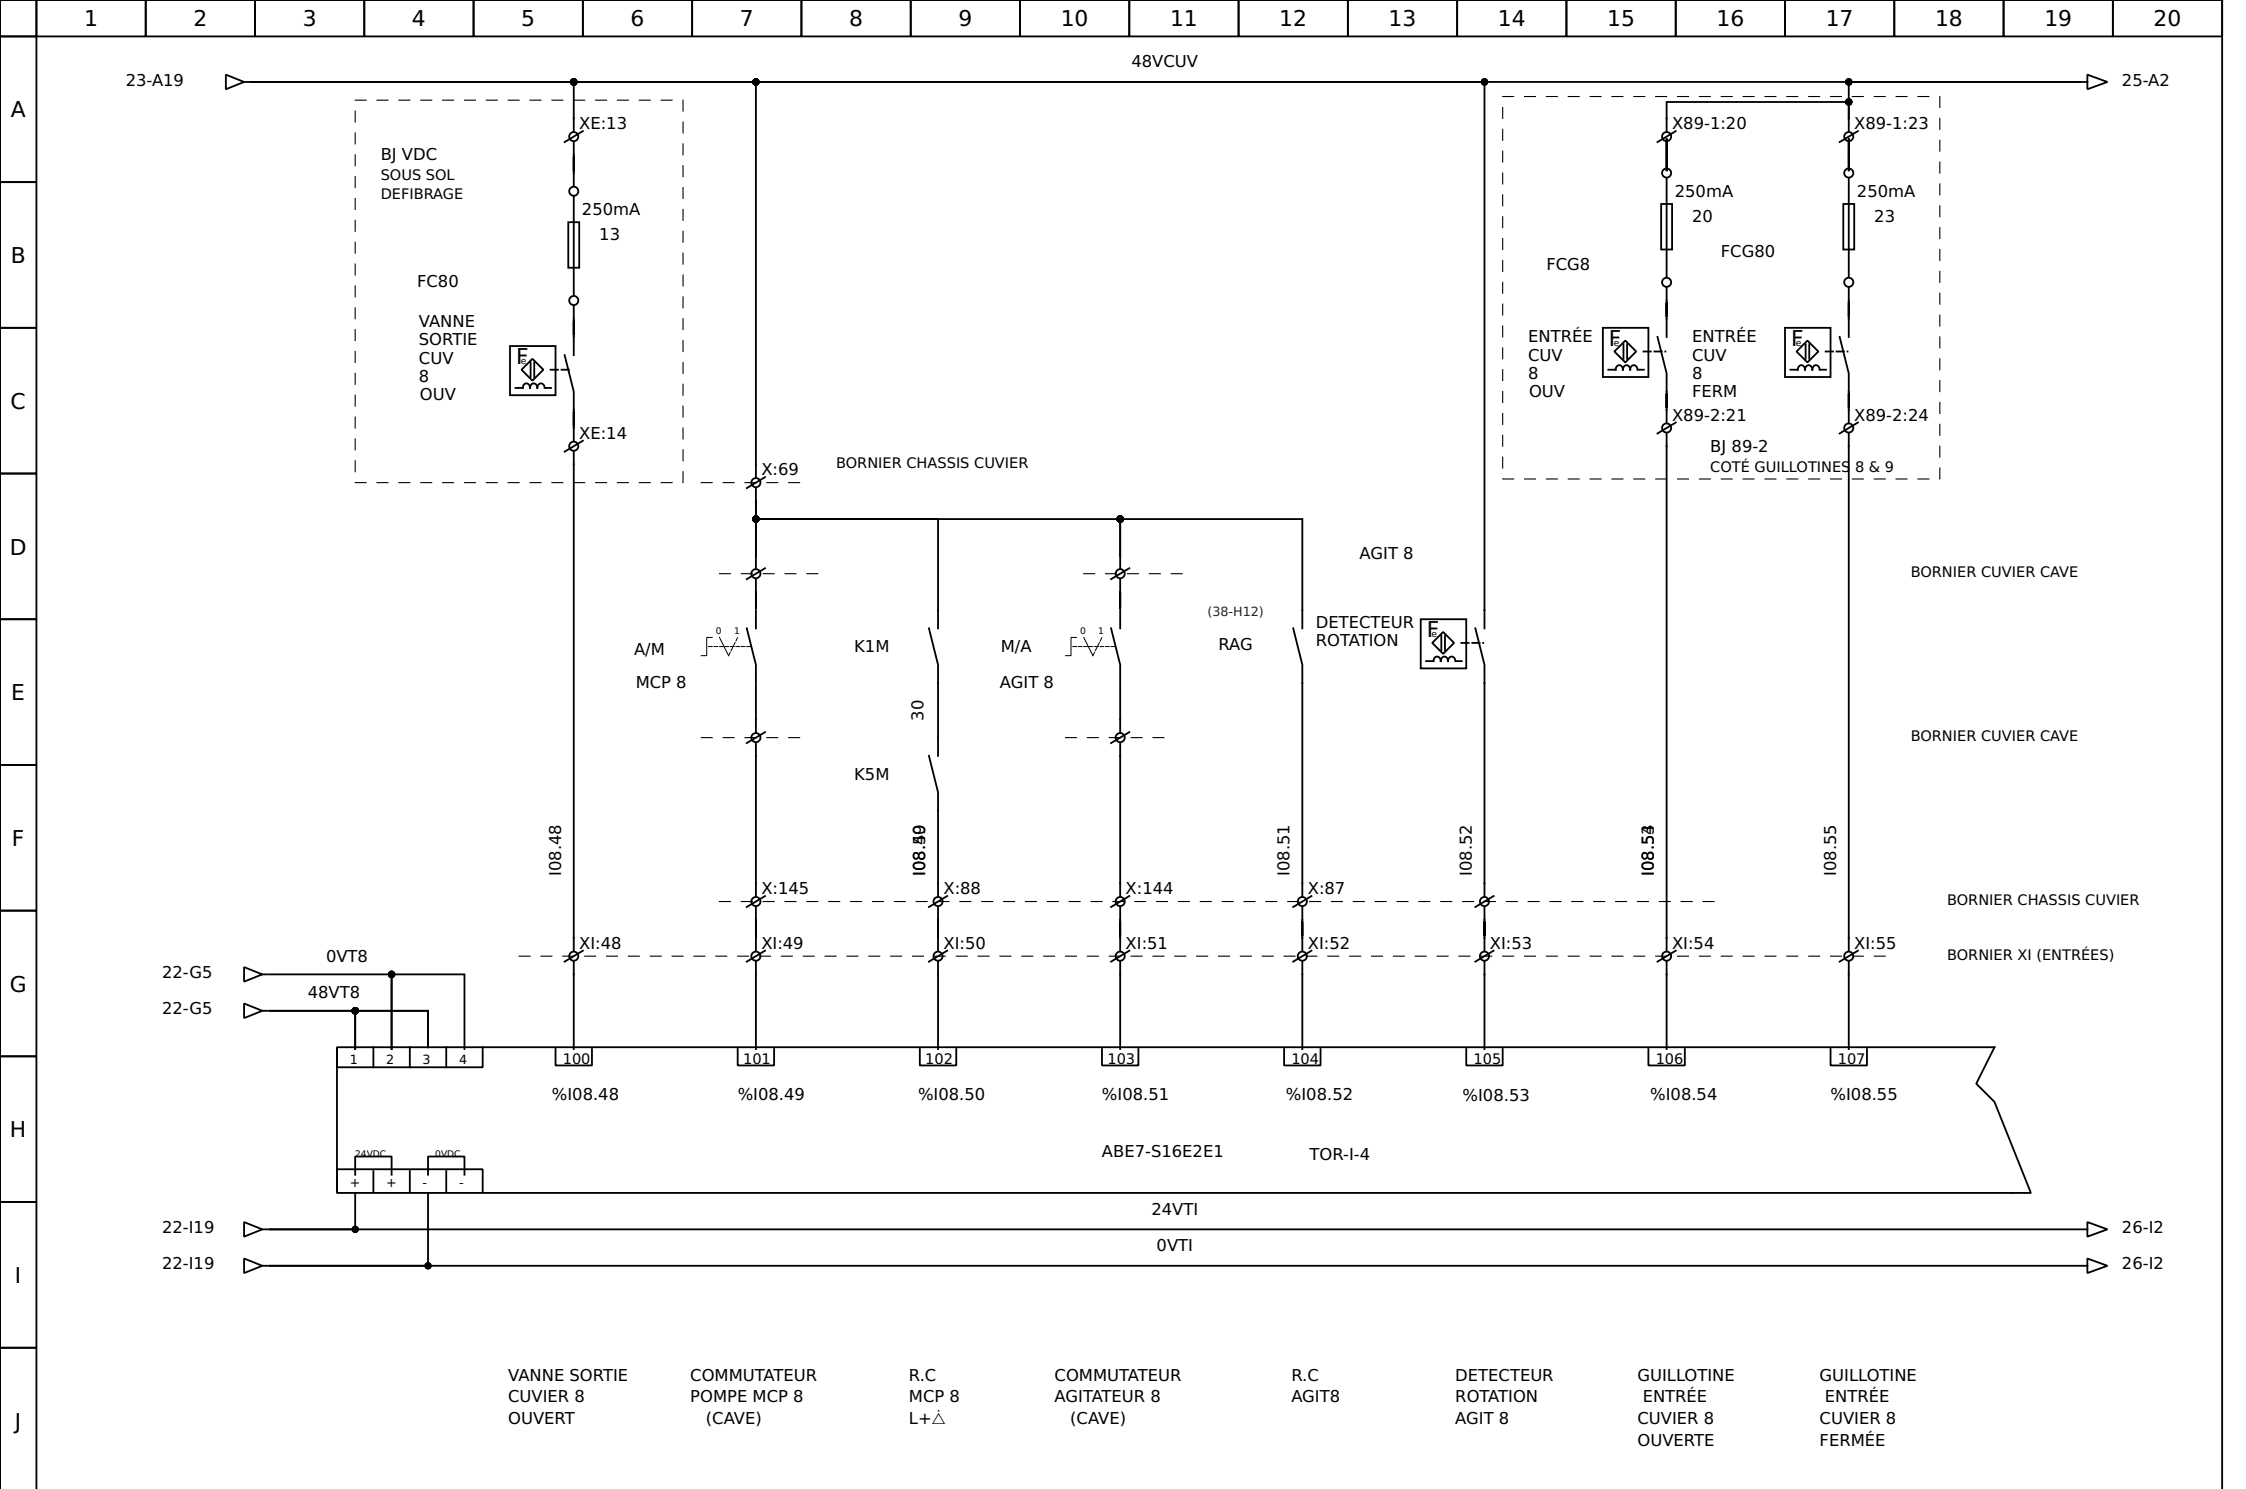 1 2 3 4 5 6 7 8 9 10 11 12 13 14 15 16 17 18 19 20
A
B
C
D
E
F
G
H
I
J
48VCUV
23-A19
25-A2
XE:13
X89-1:20
X89-1:23
BJ VDC
SOUS SOL
DEFIBRAGE
250mA
13
250mA
20
250mA
23
FCG8
FCG80
FC80
VANNE
SORTIE
CUV
8
OUV
Fe
ENTRÉE
CUV
8
OUV
Fe
ENTRÉE
CUV
8
FERM
Fe
XE:14
X89-2:21
X89-2:24
BJ 89-2
COTÉ GUILLOTINES 8 & 9
X:69
BORNIER CHASSIS CUVIER
AGIT 8
BORNIER CUVIER CAVE
(38-H12)
DETECTEUR
ROTATION
Fe
A/M
0 1
MCP 8
K1M
M/A
0 1
AGIT 8
RAG
30
BORNIER CUVIER CAVE
K5M
I08.48
I08.51
I08.52
I08.55
X:145
X:88
X:144
X:87
BORNIER CHASSIS CUVIER
XI:48
XI:49
XI:50
XI:51
XI:52
XI:53
XI:54
XI:55
BORNIER XI (ENTRÉES)
0VT8
22-G5
48VT8
22-G5
1 2 3 4
100 101 102 103 104 105 106 107
%I08.48
%I08.49
%I08.50
%I08.51
%I08.52
%I08.53
%I08.54
%I08.55
ABE7-S16E2E1
TOR-I-4
24VDC
0VDC
+ + - -
24VTI
22-I19
26-I2
0VTI
22-I19
26-I2
VANNE SORTIE
CUVIER 8
OUVERT
COMMUTATEUR
POMPE MCP 8
(CAVE)
R.C
MCP 8
COMMUTATEUR
AGITATEUR 8
(CAVE)
R.C
AGIT8
DETECTEUR
ROTATION
AGIT 8
GUILLOTINE
ENTRÉE
CUVIER 8
OUVERTE
GUILLOTINE
ENTRÉE
CUVIER 8
FERMÉE